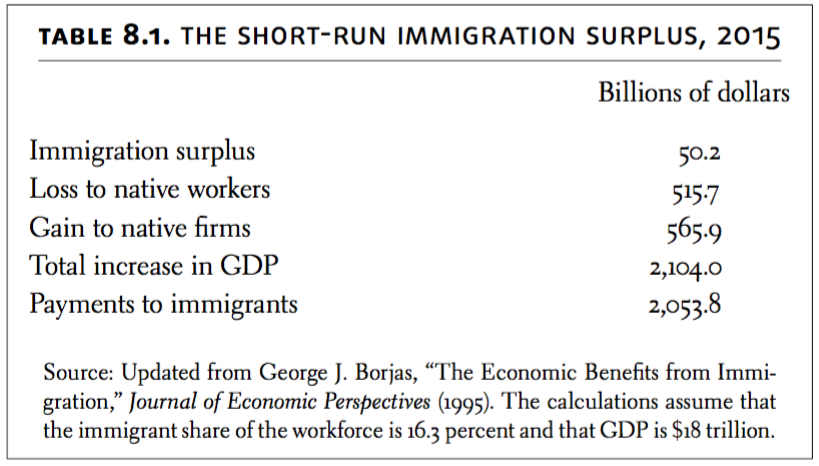 TABLE 8.1. THE SHORT-RUN IMMIGRATION SURPLUS, 2015
Billions of dollars
Immigration surplus 50.2
Loss to native workers 515.7
Gain to native firms 565.9
Total increase in GDP 2,104.0
Payments to immigrants 2,053.8
Source: Updated from George J. Borjas, “The Economic Benefits from Immi-
gration,” Journal of Economic Perspectives (1995). The calculations assume that
the immigrant share of the workforce is 16.3 percent and that GDP is $18 trillion.